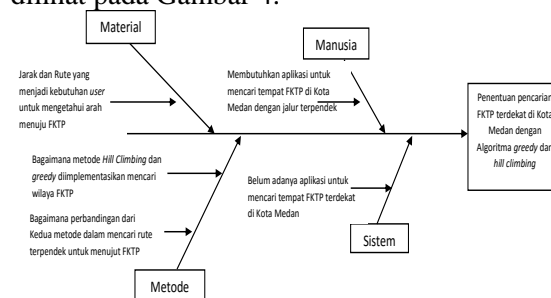 dilihat pada Gambar 4.
Material
Manusia
Jarak dan Rute yang
menjadi kebutuhan user
untuk mengetahui arah
menuju FKTP
Membutuhkan aplikasi untuk
mencari tempat FKTP di Kota
Medan dengan jalur terpendek
Penentuan pencarian
FKTP terdekat di Kota
Medan dengan
Algoritma greedy dan
hill climbing
Bagaimana metode Hill Climbing dan
greedy diimplementasikan mencari
wilaya FKTP
Bagaimana perbandingan dari
Kedua metode dalam mencari rute
terpendek untuk menujut FKTP
Belum adanya aplikasi untuk
mencari tempat FKTP terdekat
di Kota Medan
Sistem
Metode